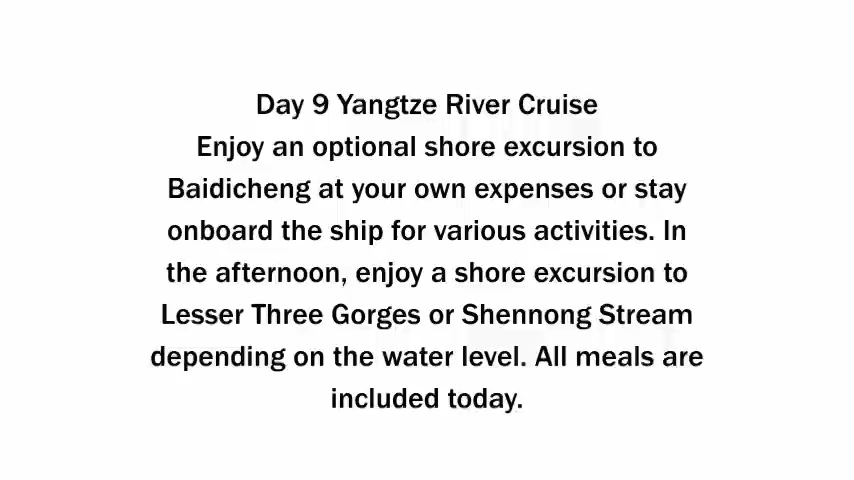 Day 9 Yangtze River Cruise
Enjoy an optional shore excursion to
Baidicheng at your own expenses or stay
onboard the ship for various activities. In
the afternoon, enjoy a shore excursion to
Lesser Three Gorges or Shennong Stream
depending on the water level. All meals are
included today.